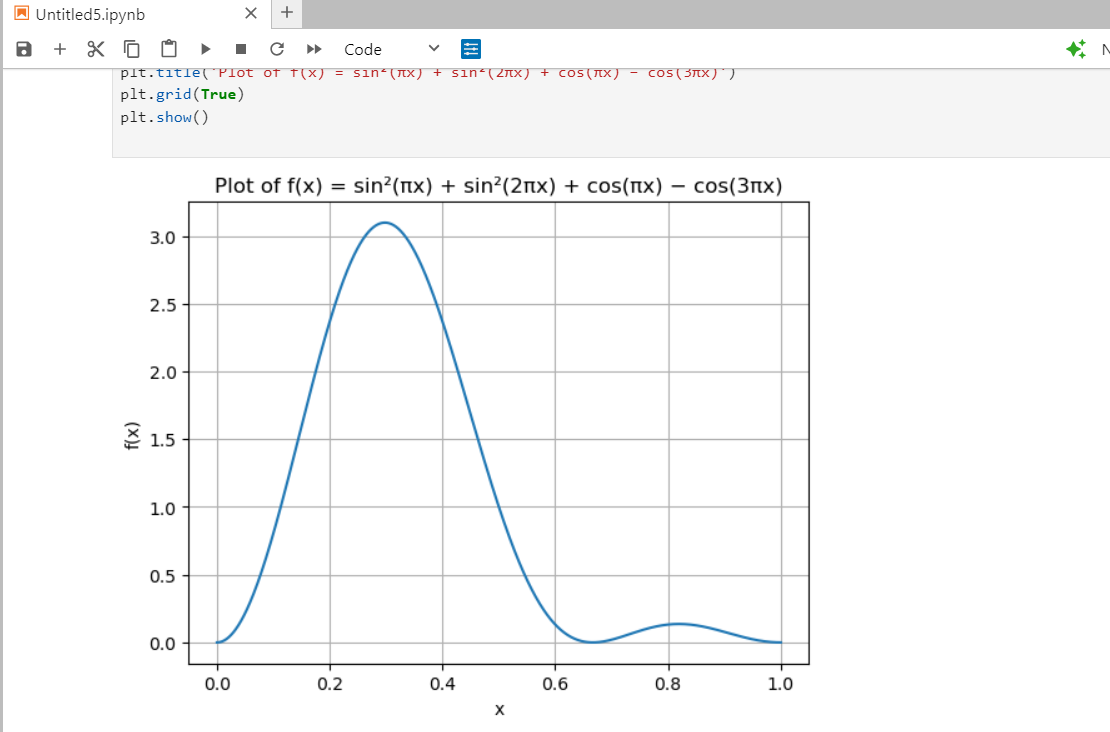 Untitled5.ipynb
Code
N
plt.title('Plot of f(x) = sin²(πx) + sin²(2πx) + cos(πx) − cos(3πx)')
plt.grid(True)
plt.show()
Plot of f(x) = sin²(πx) + sin²(2πx) + cos(πx) − cos(3πx)
3.0
2.5
2.0
f(x)
1.5
1.0
0.5
0.0
0.0 0.2 0.4 0.6 0.8 1.0
x